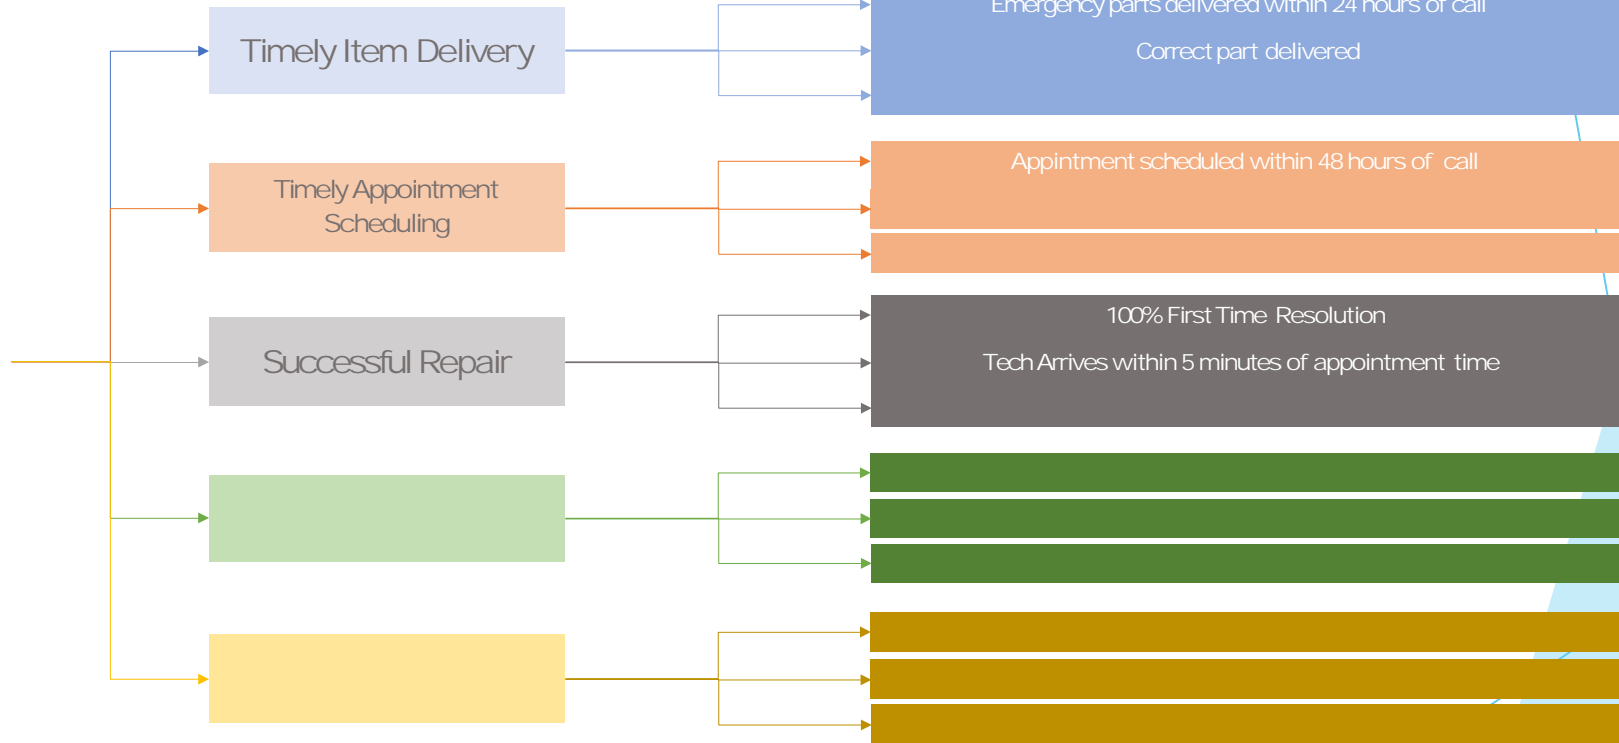 Emergency parts delivered within 24 hours of call
Timely Item Delivery
Correct part delivered
Appintment scheduled within 48 hours of call
Timely Appointment
Scheduling
100% First Time Resolution
Successful Repair
Tech Arrives within 5 minutes of appointment time